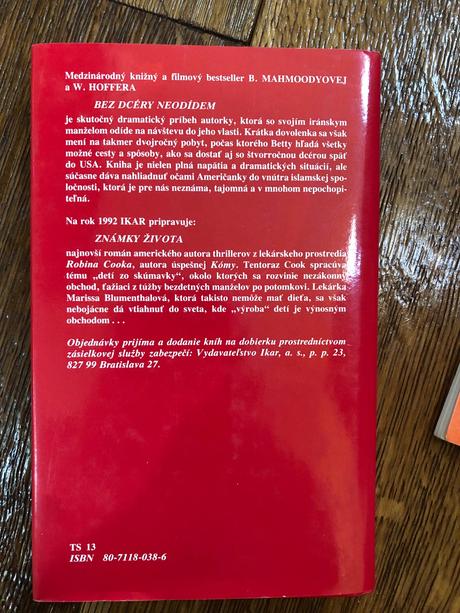 Medzinárodný knižný a filmový bestseller B. MAHMOODYOVEJ
a W. HOFFERA
BEZ DCÉRY NEODÍDEM
je skutočný dramatický príbeh autorky, ktorá so svojím iránskym
manželom odíde na návštevu do jeho vlasti. Krátka dovolenka sa však
mení na takmer dvojročný pobyt, počas ktorého Betty hľadá všetky
možné cesty a spôsoby, ako sa dostať aj so štvorročnou dcérou späť
do USA. Kniha je nielen plná napätia a dramatických situácií, ale
súčasne dáva nahliadnuť očami Američanky do vnútra islamskej spo-
ločnosti, ktorá je pre nás neznáma, tajomná a v mnohom nepochopi-
teľná.
Na rok 1992 IKAR pripravuje:
ZNÁMKY ŽIVOTA
najnovší román amerického autora thrillerov z lekárskeho prostredia
Robina Cooka, autora úspešnej Kómy. Tentoraz Cook spracúva
tému „detí zo skúmavky", okolo ktorých sa rozvinie nezákonný
obchod, ťažiaci z túžby bezdetných manželov po potomkovi. Lekárka
Marissa Blumenthalová, ktorá takisto nemôže mať dieťa, sa však
nebojácne dá vtiahnuť do sveta, kde „výroba" detí je výnosným
obchodom . . .
Objednávky prijíma a dodanie kníh na dobierku prostredníctvom
zásielkovej služby zabezpečí: Vydavateľstvo Ikar, a. s., p. p. 23,
827 99 Bratislava 27.
TS 13
ISBN 80-7118-038-6